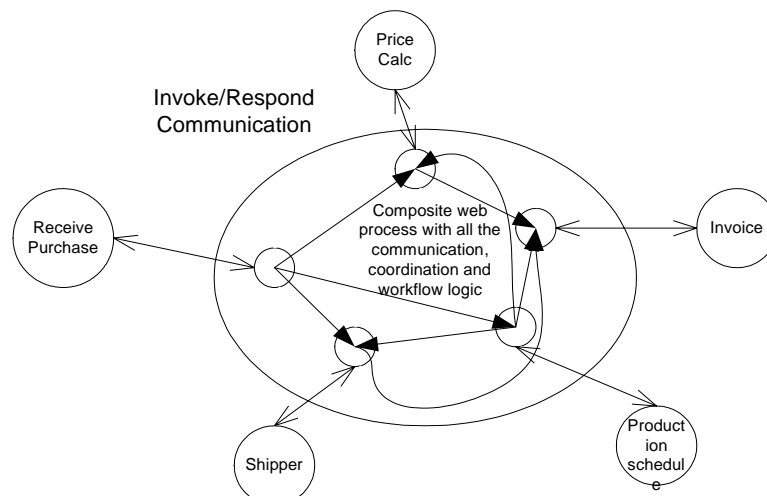 Price
Calc
Invoke/Respond
Communication
Receive
Purchase
Composite web
process with all the
communication,
coordination and
workflow logic
Invoice
Shipper
Product
ion
schedul
e